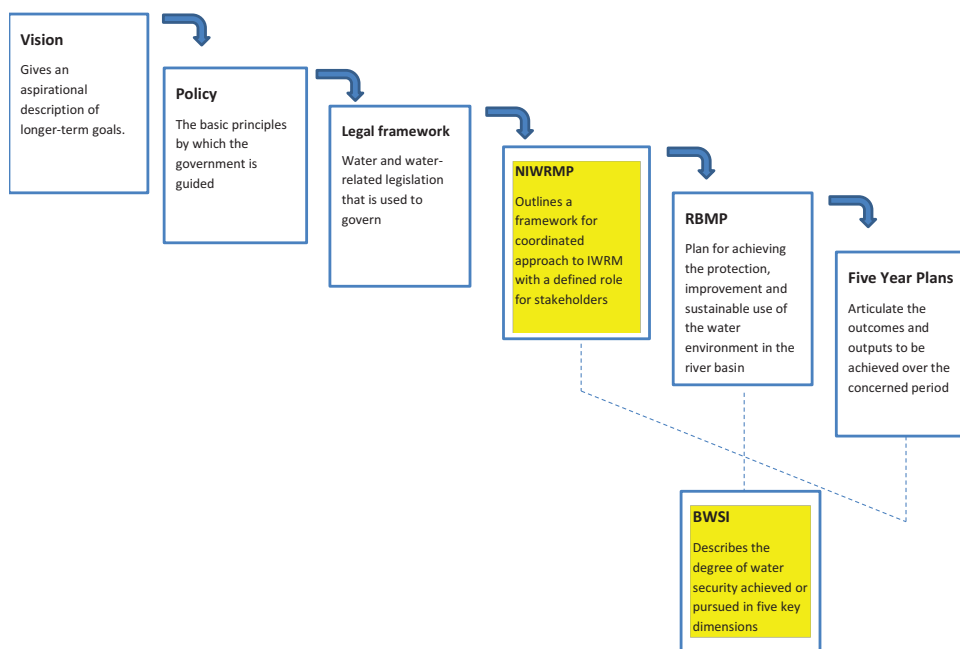 Vision
Gives an
aspirational
description of
longer-term goals.
Policy
The basic principles
by which the
government is
guided
Legal framework
Water and water-
related legislation
that is used to
govern
NIWRMP
Outlines a
framework for
coordinated
approach to IWRM
with a defined role
for stakeholders
RBMP
Plan for achieving
the protection,
improvement and
sustainable use of
the water
environment in the
river basin
Five Year Plans
Articulate the
outcomes and
outputs to be
achieved over the
concerned period
BWSI
Describes the
degree of water
security achieved or
pursued in five key
dimensions